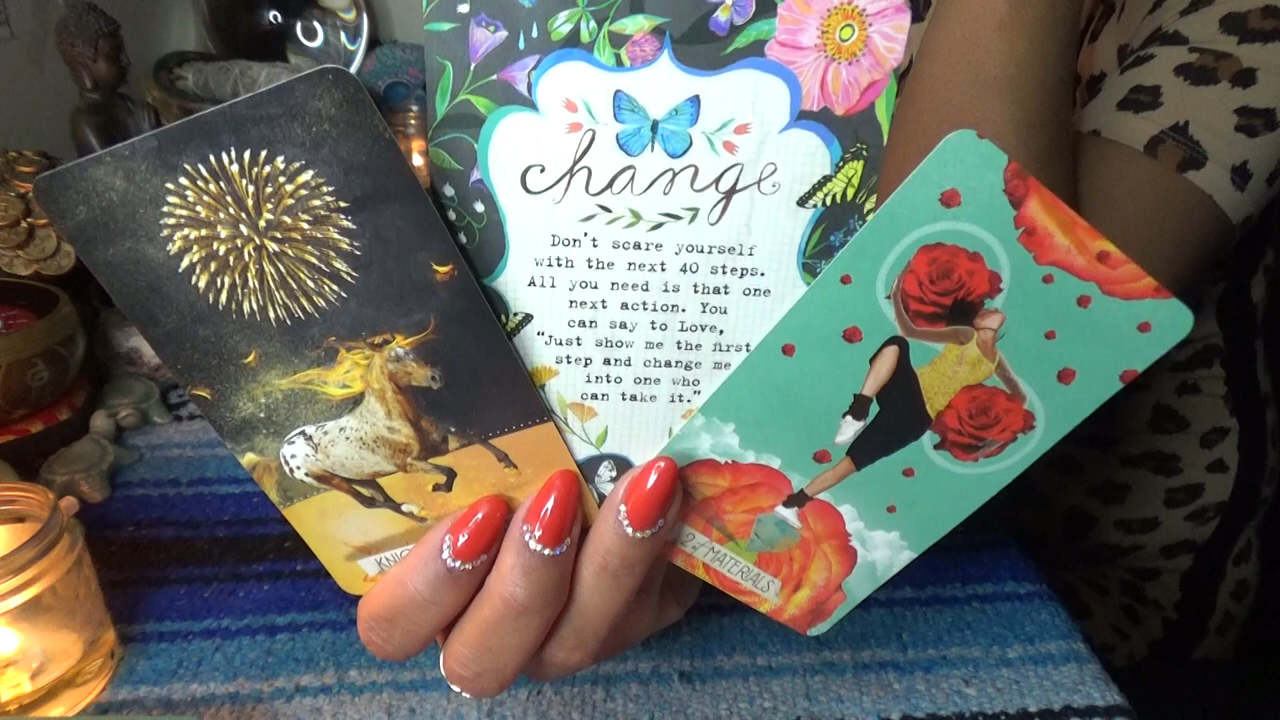 change
Don't scare yourself
with the next 40 steps.
All you need is that one
next action. You
can say to Love,
"Just show me the first
step and change me
into one who
can take it."
2 of MATERIALS